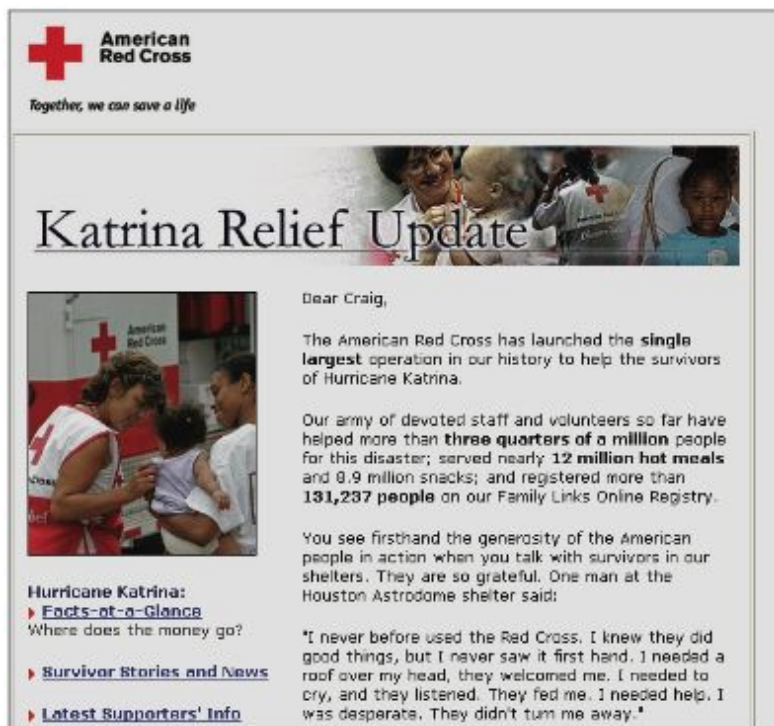 American
Red Cross
Together, we can save a life
Katrina Relief Update
American
Red Cross
Hurricane Katrina:
Facts-at-a-Glance
Where does the money go?
Survivor Stories and News
Latest Supporters' Info
Dear Craig,
The American Red Cross has launched the single
largest operation in our history to help the survivors
of Hurricane Katrina.
Our army of devoted staff and volunteers so far have
helped more than three quarters of a million people
for this disaster; served nearly 12 million hot meals
and 8.9 million snacks; and registered more than
131,237 people on our Family Links Online Registry.
You see firsthand the generosity of the American
people in action when you talk with survivors in our
shelters. They are so grateful. One man at the
Houston Astrodome shelter said:
"I never before used the Red Cross. I knew they did
good things, but I never saw it first hand. I needed a
roof over my head, they welcomed me. I needed to
cry, and they listened. They fed me. I needed help. I
was desperate. They didn't turn me away."